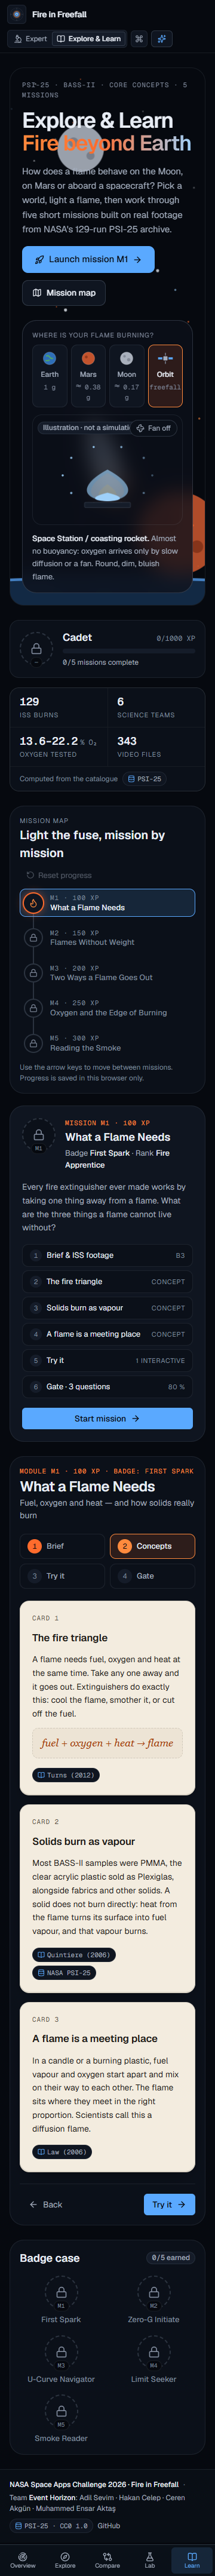 Fire in Freefall
Expert
Explore & Learn
PSI-25 · BASS-II · CORE CONCEPTS · 5
MISSIONS
Explore & Learn
Fire beyond Earth
How does a flame behave on the Moon,
on Mars or aboard a spacecraft? Pick a
world, light a flame, then work through
five short missions built on real footage
from NASA's 129-run PSI-25 archive.
Launch mission M1 →
Mission map
WHERE IS YOUR FLAME BURNING?
Earth
1 g
Mars
≈ 0.38
g
Moon
≈ 0.17
g
Orbit
freefall
Illustration · not a simulati
Fan off
Space Station / coasting rocket. Almost
no buoyancy: oxygen arrives only by slow
diffusion or a fan. Round, dim, bluish
flame.
Cadet
0/1000 XP
0/5 missions complete
129
ISS BURNS
6
SCIENCE TEAMS
13.6–22.2 % O₂
OXYGEN TESTED
343
VIDEO FILES
Computed from the catalogue
PSI-25
MISSION MAP
Light the fuse, mission by
mission
Reset progress
M1 · 100 XP
What a Flame Needs
M2 · 150 XP
Flames Without Weight
M3 · 200 XP
Two Ways a Flame Goes Out
M4 · 250 XP
Oxygen and the Edge of Burning
M5 · 300 XP
Reading the Smoke
Use the arrow keys to move between missions.
Progress is saved in this browser only.
M1
MISSION M1 · 100 XP
What a Flame Needs
Badge First Spark · Rank Fire
Apprentice
Every fire extinguisher ever made works by
taking one thing away from a flame. What
are the three things a flame cannot live
without?
1 Brief & ISS footage B3
2 The fire triangle CONCEPT
3 Solids burn as vapour CONCEPT
4 A flame is a meeting place CONCEPT
5 Try it 1 INTERACTIVE
6 Gate · 3 questions 80 %
Start mission →
MODULE M1 · 100 XP · BADGE: FIRST SPARK
What a Flame Needs
Fuel, oxygen and heat — and how solids really
burn
1 Brief
2 Concepts
3 Try it
4 Gate
CARD 1
The fire triangle
A flame needs fuel, oxygen and heat at
the same time. Take any one away and
it goes out. Extinguishers do exactly
this: cool the flame, smother it, or cut
off the fuel.
fuel + oxygen + heat → flame
Turns (2012)
CARD 2
Solids burn as vapour
Most BASS-II samples were PMMA, the
clear acrylic plastic sold as Plexiglas,
alongside fabrics and other solids. A
solid does not burn directly: heat from
the flame turns its surface into fuel
vapour, and that vapour burns.
Quintiere (2006)
NASA PSI-25
CARD 3
A flame is a meeting place
In a candle or a burning plastic, fuel
vapour and oxygen start apart and mix
on their way to each other. The flame
sits where they meet in the right
proportion. Scientists call this a
diffusion flame.
Law (2006)
← Back
Try it →
Badge case
0/5 earned
M1
First Spark
M2
Zero-G Initiate
M3
U-Curve Navigator
M4
Limit Seeker
M5
Smoke Reader
NASA Space Apps Challenge 2026 · Fire in Freefall ·
Team Event Horizon: Adil Sevim · Hakan Celep · Ceren
Akgün · Muhammed Ensar Aktaş
PSI-25 · CC0 1.0
GitHub
Overview
Explore
Compare
Lab
Learn